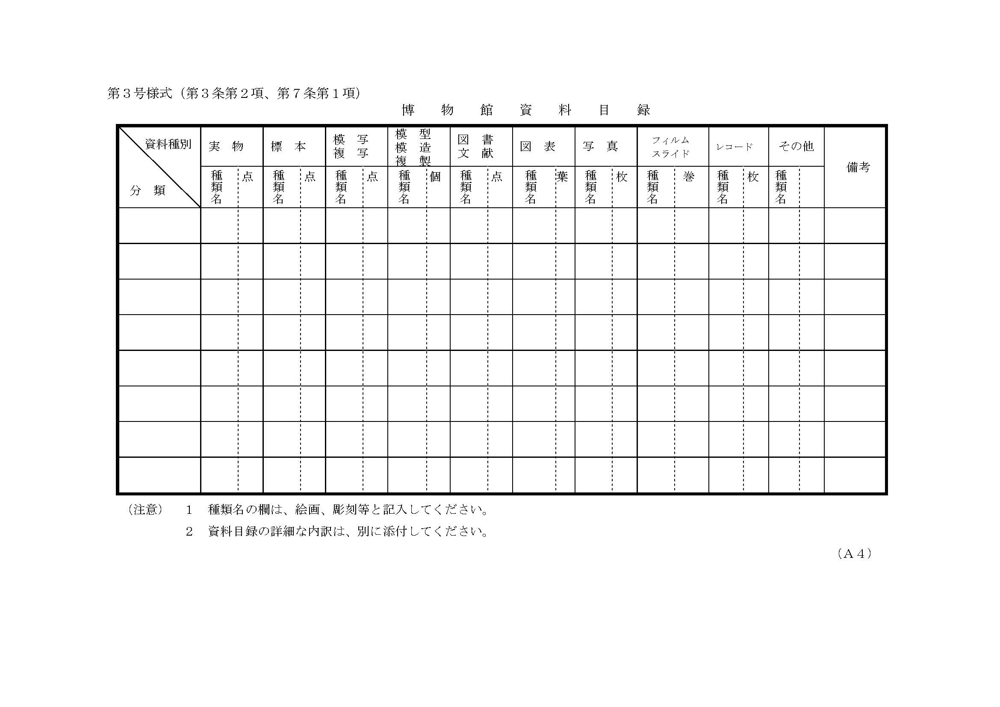 第３号様式（第３条第２項、第７条第１項）
博　物　館　資　料　目　録
資料種別
分　類
実　物
標　本
模　写
複　写
模　型
模　造
複　製
図　書
文　献
図　表
写　真
フィルム
スライド
レコード
その他
備考
種類名 点
種類名 点
種類名 点
種類名 個
種類名 点
種類名 葉
種類名 枚
種類名 巻
種類名 枚
種類名
（注意）　１　種類名の欄は、絵画、彫刻等と記入してください。
２　資料目録の詳細な内訳は、別に添付してください。
（Ａ４）